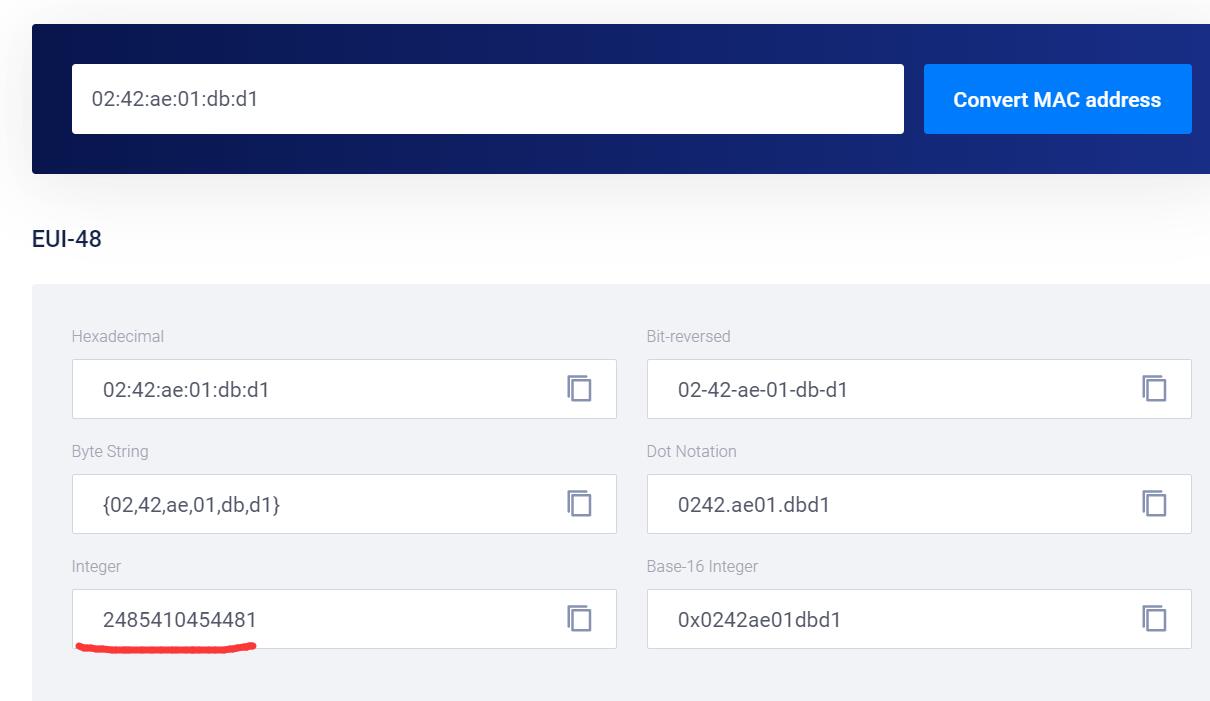 02:42:ae:01:db:d1
Convert MAC address
EUI-48
Hexadecimal
Bit-reversed
02:42:ae:01:db:d1
02-42-ae-01-db-d1
Byte String
Dot Notation
{02,42,ae,01,db,d1}
0242.ae01.dbd1
Integer
Base-16 Integer
2485410454481
0x0242ae01dbd1